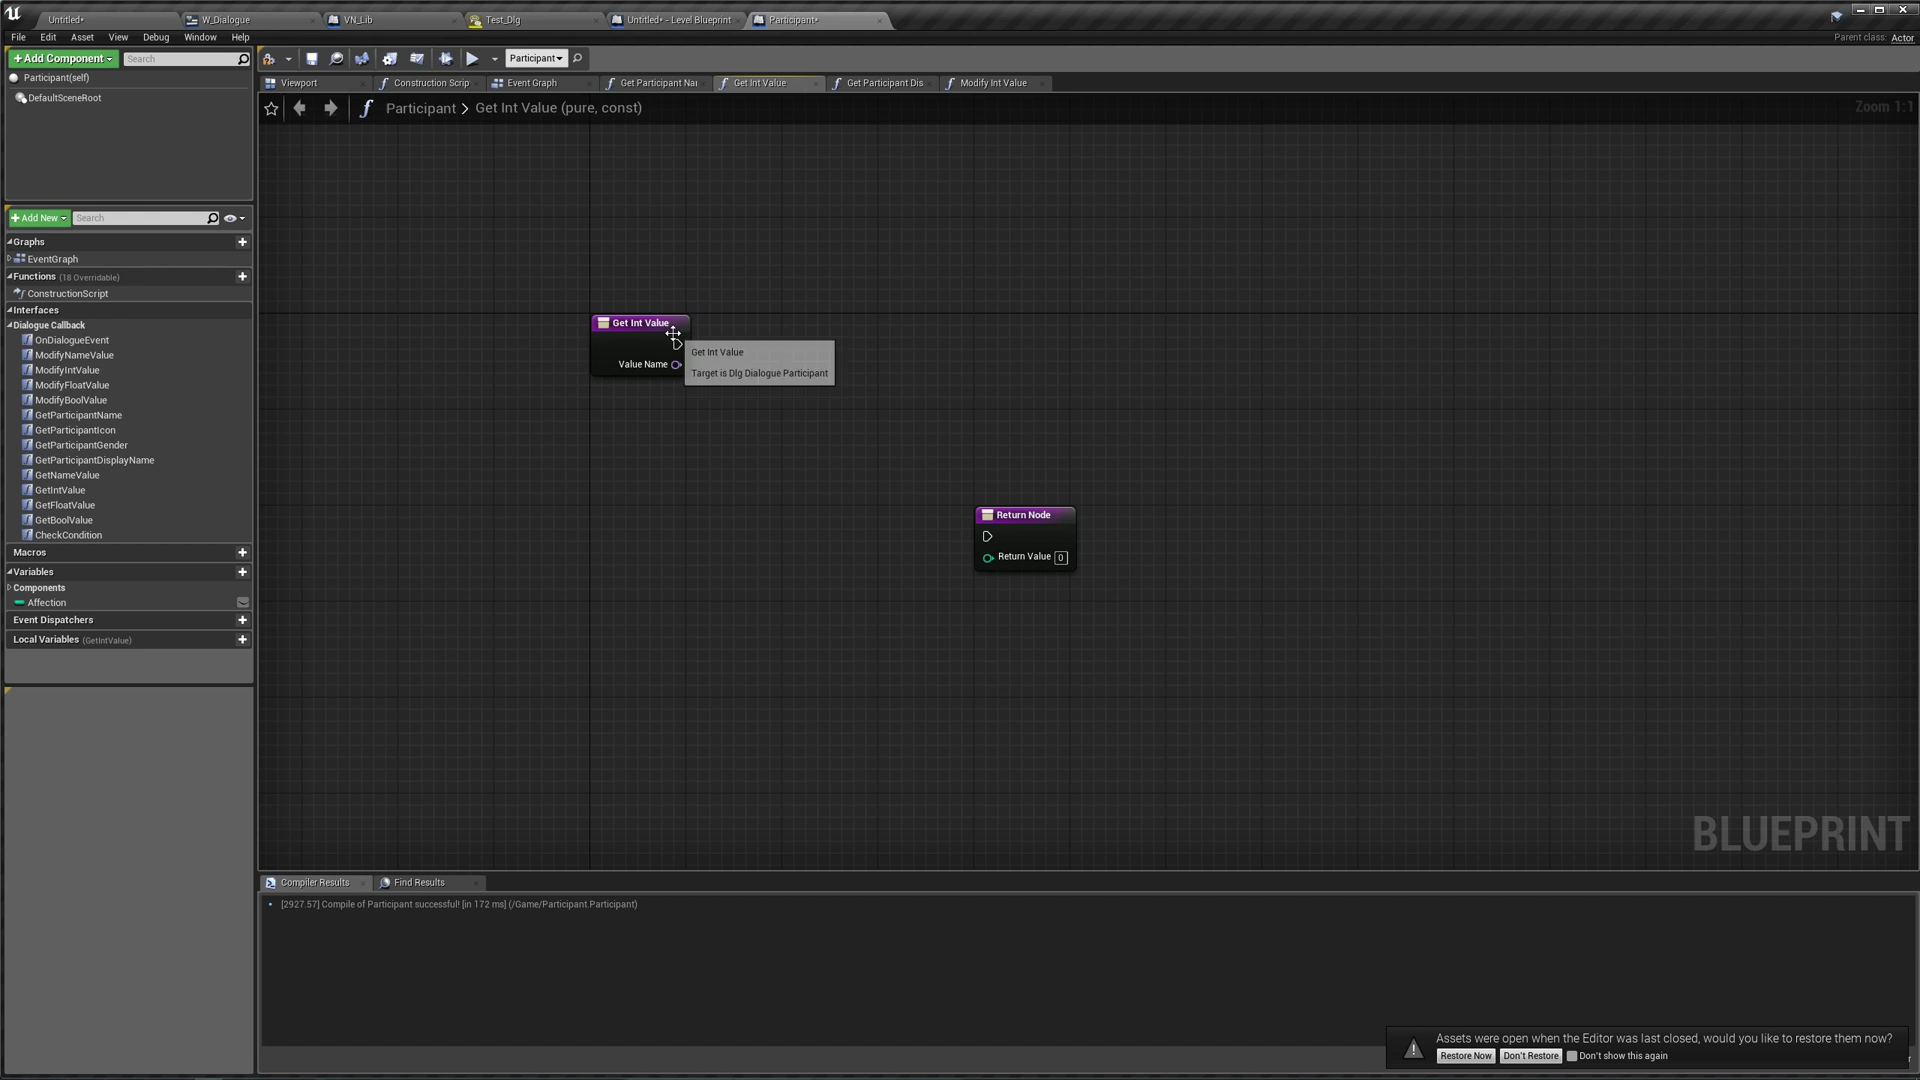 Untitled*
W_Dialogue
VN_Lib
Test_Dlg
Untitled* - Level Blueprint
Participant*
File Edit Asset View Debug Window Help
Parent class: Actor
+ Add Component
Search
Participant
Participant(self)
DefaultSceneRoot
Viewport
Construction Scrip
Event Graph
Get Participant Nai
Get Int Value
Get Participant Dis
Modify Int Value
Participant > Get Int Value (pure, const)
Zoom 1:1
+ Add New
Search
Graphs
EventGraph
Functions (18 Overridable)
ConstructionScript
Interfaces
Dialogue Callback
OnDialogueEvent
ModifyNameValue
ModifyIntValue
ModifyFloatValue
ModifyBoolValue
GetParticipantName
GetParticipantIcon
GetParticipantGender
GetParticipantDisplayName
GetNameValue
GetIntValue
GetFloatValue
GetBoolValue
CheckCondition
Macros
Variables
Components
Affection
Event Dispatchers
Local Variables (GetIntValue)
Get Int Value
Value Name
Get Int Value
Target is Dlg Dialogue Participant
Return Node
Return Value 0
BLUEPRINT
Compiler Results
Find Results
[2927.57] Compile of Participant successful! [in 172 ms] (/Game/Participant.Participant)
Assets were open when the Editor was last closed, would you like to restore them now?
Restore Now
Don't Restore
Don't show this again